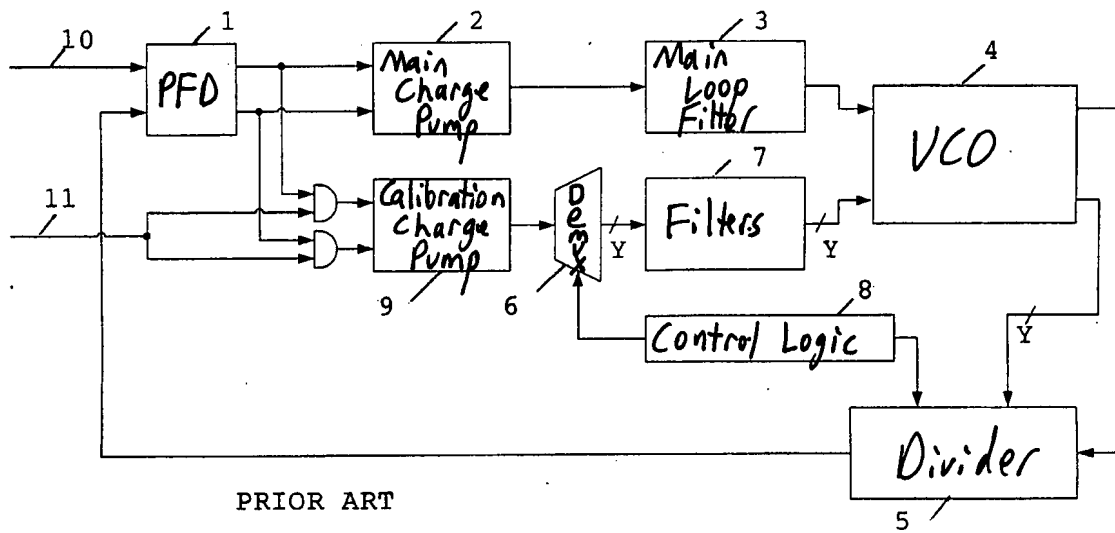 10
1
PFD
2
Main
Charge
Pump
3
Main
Loop
Filter
4
VCO
11
Calibration
Charge
Pump
9
Demux
6
Y
7
Filters
Y
8
Control Logic
Y
Divider
5
PRIOR ART